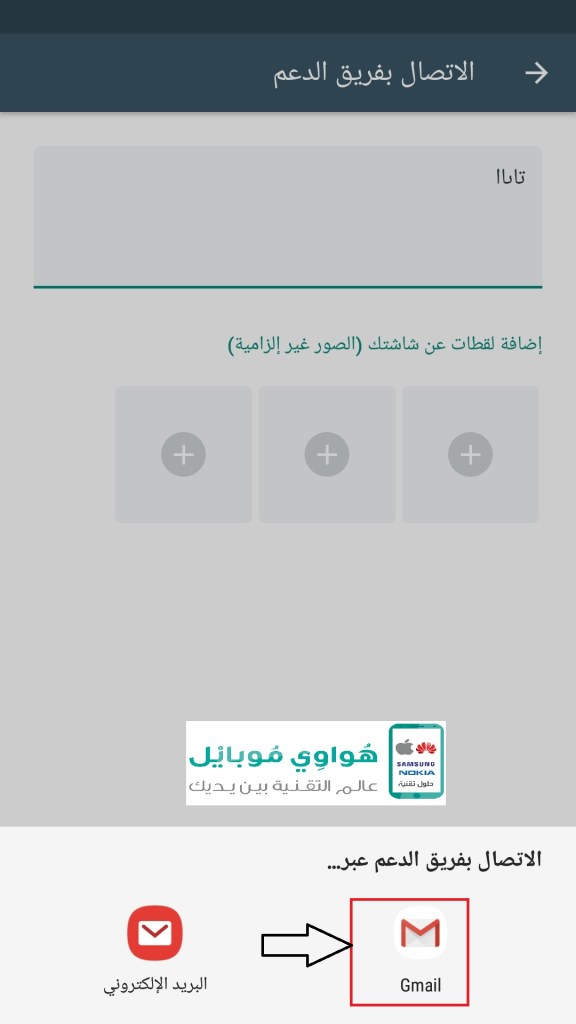 الاتصال بفريق الدعم
تاىاا
إضافة لقطات عن شاشتك (الصور غير إلزامية)
هُواوِي مُوبايْل
عالم التقنية بين يديك
SAMSUNG
NOKIA
حلول تقنية
الاتصال بفريق الدعم عبر...
Gmail
البريد الإلكتروني